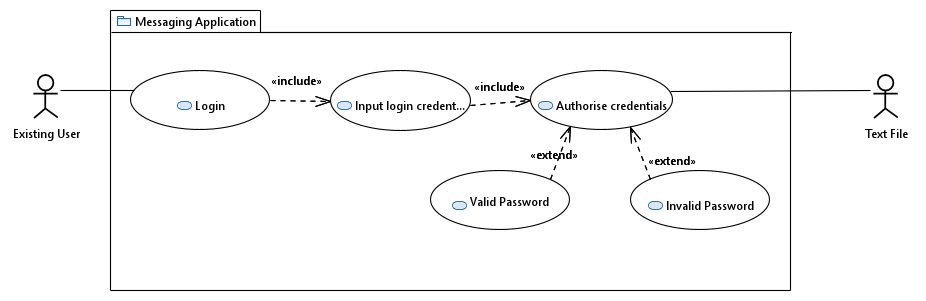 Messaging Application
«include»
«include»
Login
Input login credent...
Authorise credentials
Existing User
Text File
«extend»
«extend»
Valid Password
Invalid Password